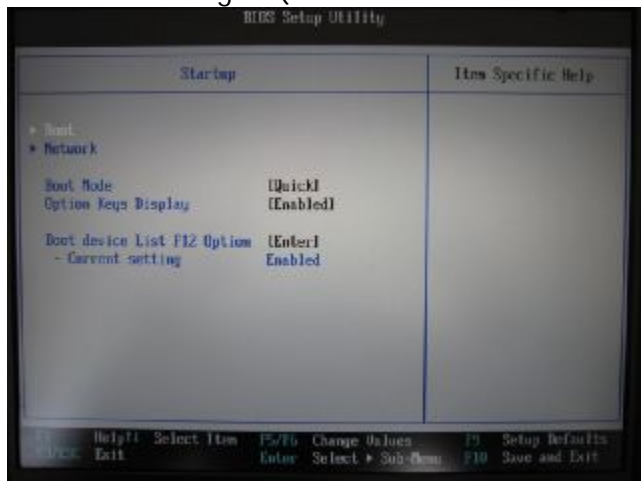 BIOS Setup Utility
Startup
Item Specific Help
▸ Boot
▸ Network
Boot Mode [Quick]
Option Keys Display [Enabled]
Boot device List F12 Option [Enter]
- Current setting Enabled
Help↑↓ Select Item F5/F6 Change Values F9 Setup Defaults
Exit Enter Select ▸ Sub-Menu F10 Save and Exit